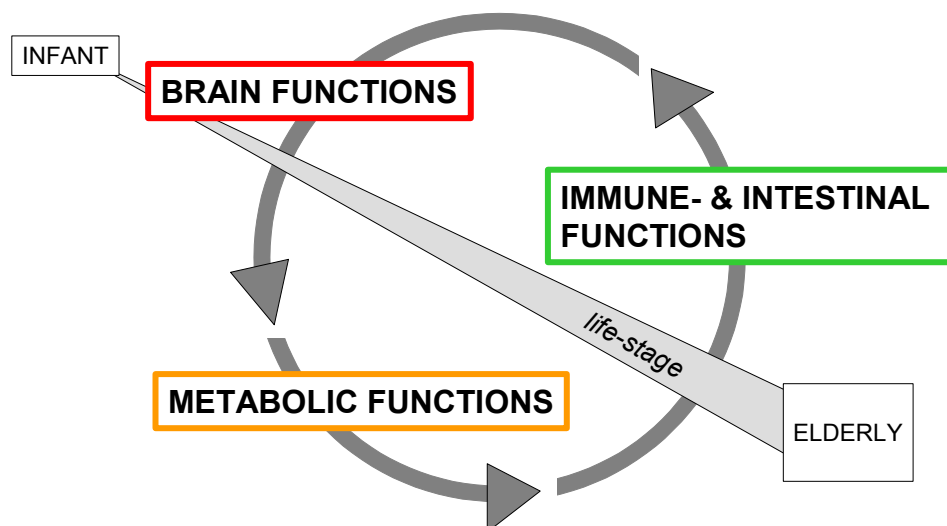 INFANT
BRAIN FUNCTIONS
IMMUNE- & INTESTINAL
FUNCTIONS
life-stage
METABOLIC FUNCTIONS
ELDERLY